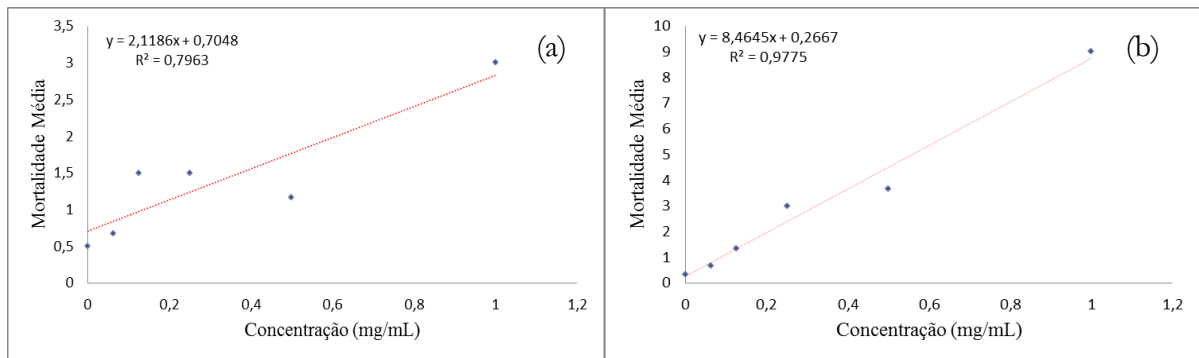 y = 2,1186x + 0,7048
R² = 0,7963
(a)
Mortalidade Média
3,5
3
2,5
2
1,5
1
0,5
0
0 0,2 0,4 0,6 0,8 1 1,2
Concentração (mg/mL)
y = 8,4645x + 0,2667
R² = 0,9775
(b)
Mortalidade Média
10
9
8
7
6
5
4
3
2
1
0
0 0,2 0,4 0,6 0,8 1 1,2
Concentração (mg/mL)